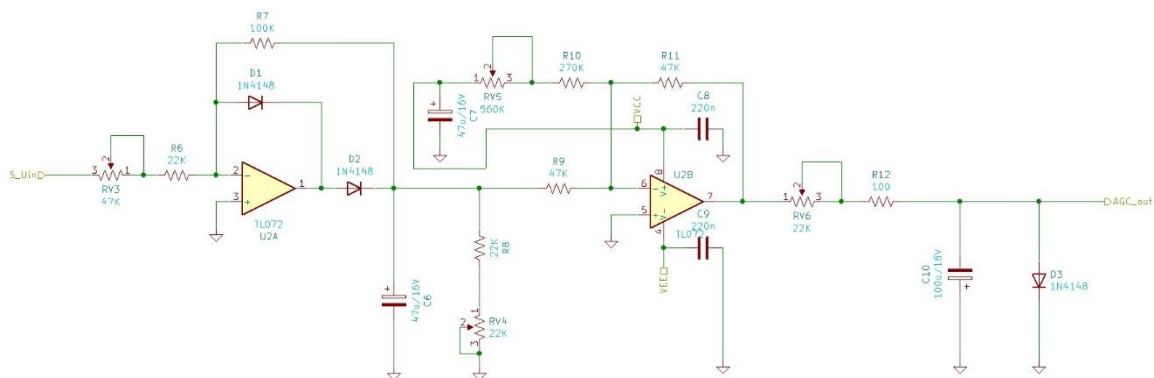 R7
100K
D1
1N4148
S_Uin
3
2
1
RV3
47K
R6
22K
2
3
-
+
1
TL072
U2A
D2
1N4148
47u/16V
C6
+
22K
R8
1
2
3
RV4
22K
+
47u/16V
C7
1
2
3
RV5
560K
R10
270K
R11
47K
VCC
C8
220n
R9
47K
6
5
-
+
8
V+
V-
4
7
U2B
C9
220n
TL072
VEE
1
2
3
RV6
22K
R12
100
C10
100u/16V
+
D3
1N4148
AGC_out